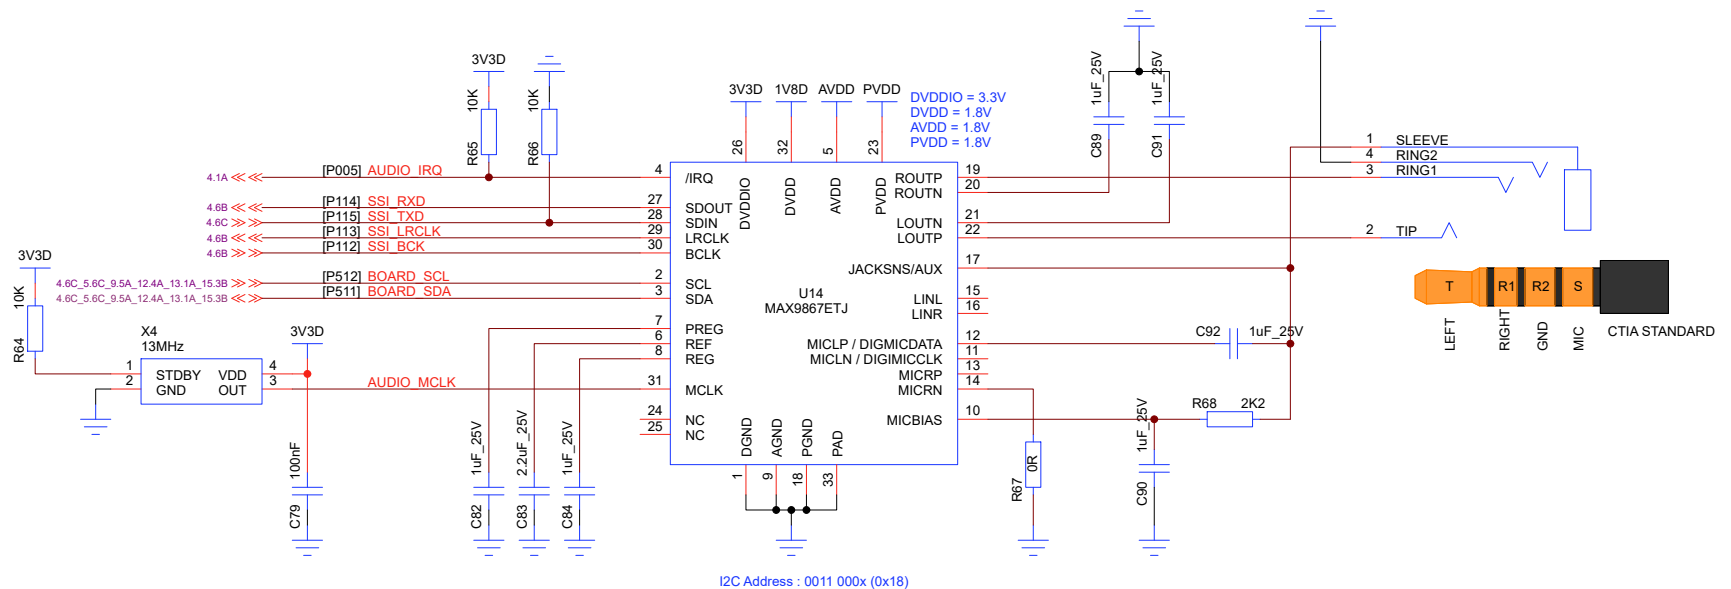 3V3D
10K
R65
10K
R66
3V3D
1V8D
AVDD
PVDD
DVDDIO = 3.3V
DVDD = 1.8V
AVDD = 1.8V
PVDD = 1.8V
26
32
5
23
DVDDIO
DVDD
AVDD
PVDD
1uF_25V
C89
1uF_25V
C91
4.1A
[P005] AUDIO_IRQ
4
/IRQ
4.6B
[P114] SSI_RXD
27
SDOUT
4.6C
[P115] SSI_TXD
28
SDIN
4.6B
[P113] SSI_LRCLK
29
LRCLK
4.6B
[P112] SSI_BCK
30
BCLK
4.6C_5.6C_9.5A_12.4A_13.1A_15.3B
[P512] BOARD_SCL
2
SCL
4.6C_5.6C_9.5A_12.4A_13.1A_15.3B
[P511] BOARD_SDA
3
SDA
7
PREG
6
REF
8
REG
AUDIO_MCLK
31
MCLK
24
NC
25
NC
U14
MAX9867ETJ
ROUTP
19
ROUTN
20
LOUTN
21
LOUTP
22
JACKSNS/AUX
17
LINL
15
LINR
16
MICLP / DIGMICDATA
12
MICLN / DIGIMICCLK
11
MICRP
13
MICRN
14
MICBIAS
10
DGND
AGND
PGND
PAD
1
9
18
33
3V3D
10K
R64
X4
13MHz
1
STDBY
VDD
4
2
GND
OUT
3
3V3D
100nF
C79
1uF_25V
C82
2.2uF_25V
C83
1uF_25V
C84
C92
1uF_25V
R68
2K2
1uF_25V
C90
0R
R67
1
SLEEVE
4
RING2
3
RING1
2
TIP
T
R1
R2
S
LEFT
RIGHT
GND
MIC
CTIA STANDARD
I2C Address : 0011 000x (0x18)